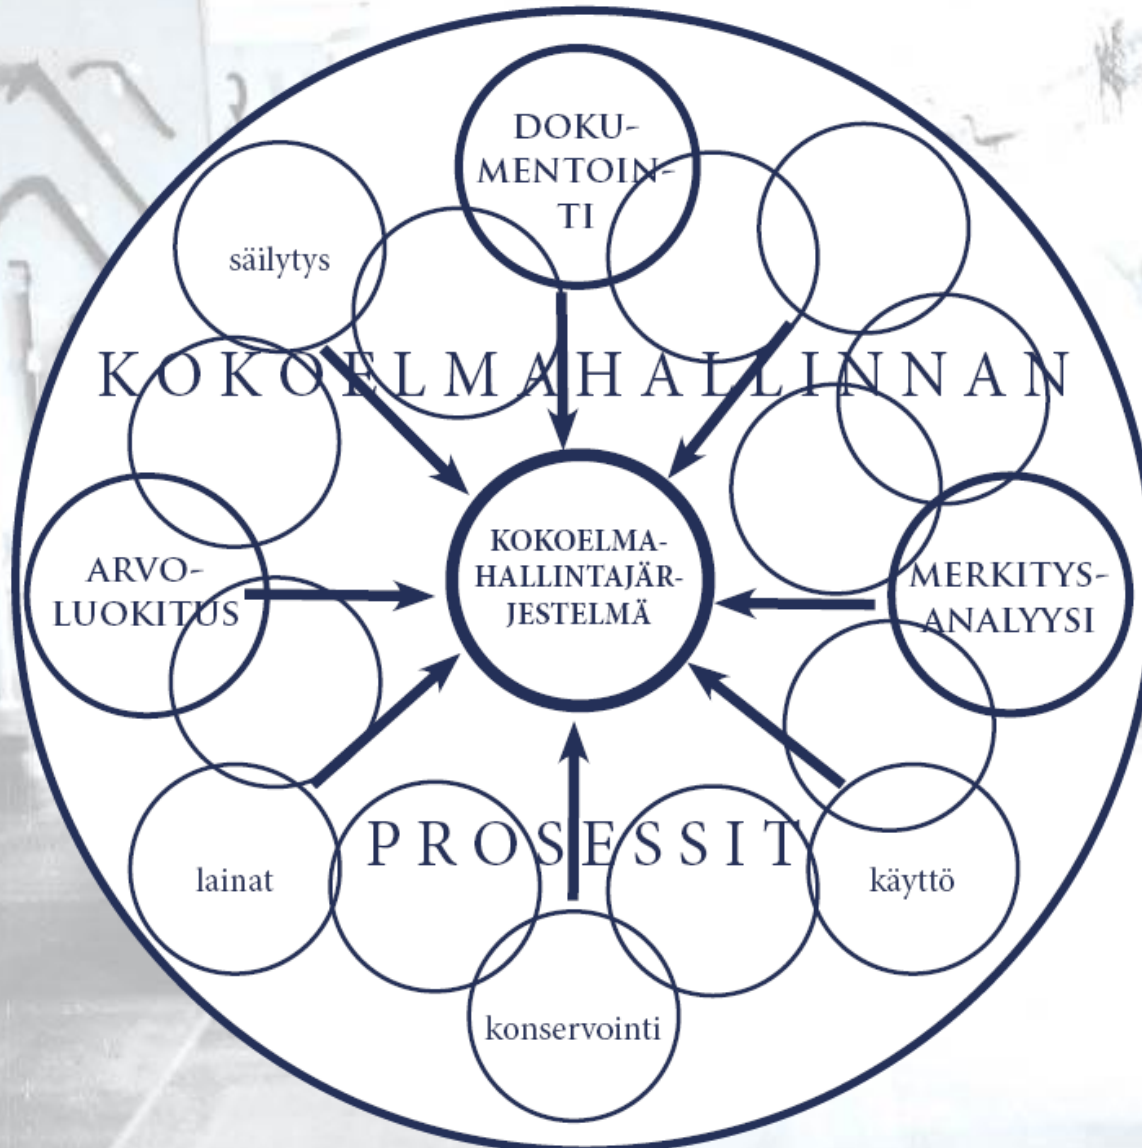 DOKU-
MENTOIN-
TI
säilytys
KOKOELMAHALLINNAN
KOKOELMA-
HALLINTAJÄR-
JESTELMÄ
ARVO-
LUOKITUS
MERKITYS-
ANALYYSI
PROSESSIT
lainat
käyttö
konservointi